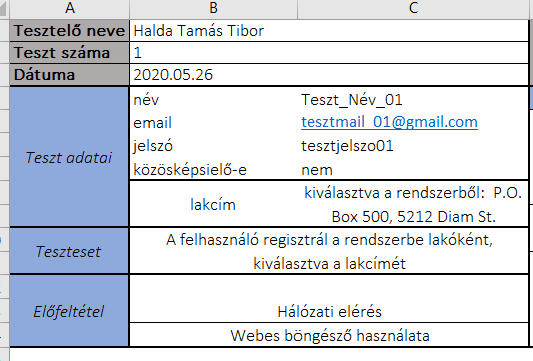 A B C
Tesztelő neve Halda Tamás Tibor
Teszt száma 1
Dátuma 2020.05.26
név Teszt_Név_01
email tesztmail_01@gmail.com
Teszt adatai jelszó tesztjelszo01
közösképsielő-e nem
lakcím kiválasztva a rendszerből: P.O.
Box 500, 5212 Diam St.
Teszteset A felhasználó regisztrál a rendszerbe lakóként,
kiválasztva a lakcímét
Előfeltétel Hálózati elérés
Webes böngésző használata